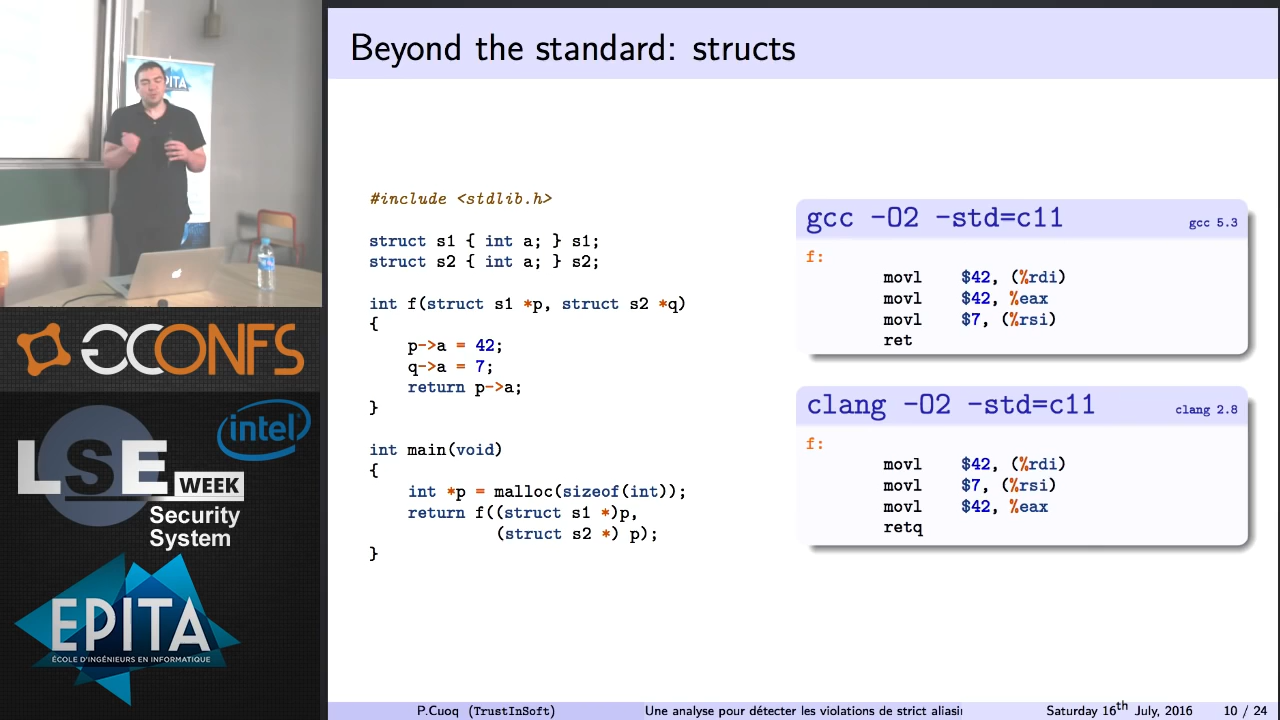 Beyond the standard: structs
#include <stdlib.h>
struct s1 { int a; } s1;
struct s2 { int a; } s2;
int f(struct s1 *p, struct s2 *q)
{
p->a = 42;
q->a = 7;
return p->a;
}
int main(void)
{
int *p = malloc(sizeof(int));
return f((struct s1 *)p,
(struct s2 *) p);
}
gcc -O2 -std=c11
gcc 5.3
f:
movl $42, (%rdi)
movl $42, %eax
movl $7, (%rsi)
ret
clang -O2 -std=c11
clang 2.8
f:
movl $42, (%rdi)
movl $7, (%rsi)
movl $42, %eax
retq
P.Cuoq (TrustInSoft)
Une analyse pour détecter les violations de strict aliasi
Saturday 16th July, 2016
10 / 24
CONFS
LSE
WEEK
Security
System
intel
EPITA
ÉCOLE D'INGÉNIEURS EN INFORMATIQUE